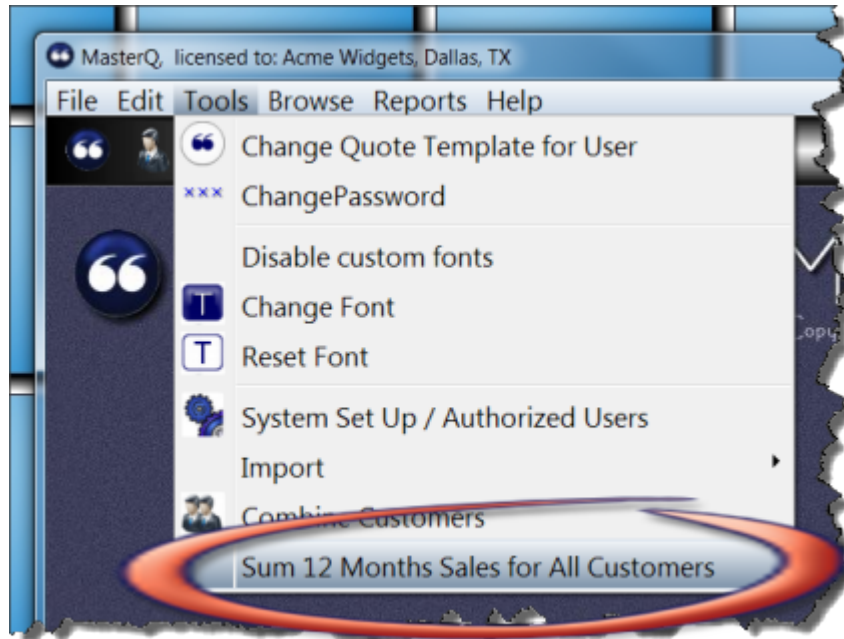 MasterQ, licensed to: Acme Widgets, Dallas, TX
File Edit Tools Browse Reports Help
Change Quote Template for User
××× ChangePassword
Disable custom fonts
T Change Font
T Reset Font
System Set Up / Authorized Users
Import
Combine Customers
Sum 12 Months Sales for All Customers